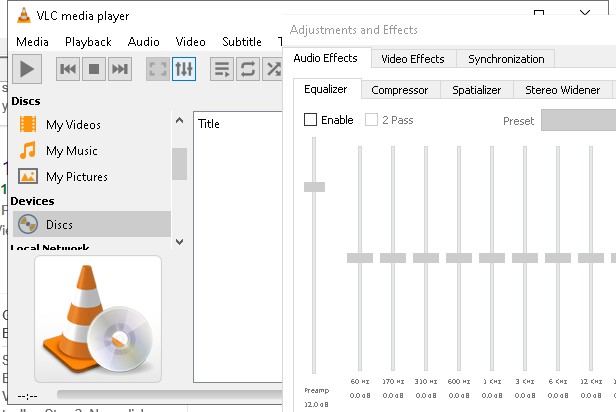 VLC media player
Media Playback Audio Video Subtitle
Discs
My Videos
My Music
My Pictures
Devices
Discs
Local Network
Title
--:--
Adjustments and Effects
Audio Effects Video Effects Synchronization
Equalizer Compressor Spatializer Stereo Widener
Enable 2 Pass Preset
Preamp
12.0 dB
60 Hz 170 Hz 310 Hz 600 Hz 1 KHz 3 KHz 6 KHz 12 KHz
0.0 dB 0.0 dB 0.0 dB 0.0 dB 0.0 dB 0.0 dB 0.0 dB 0.0 dB